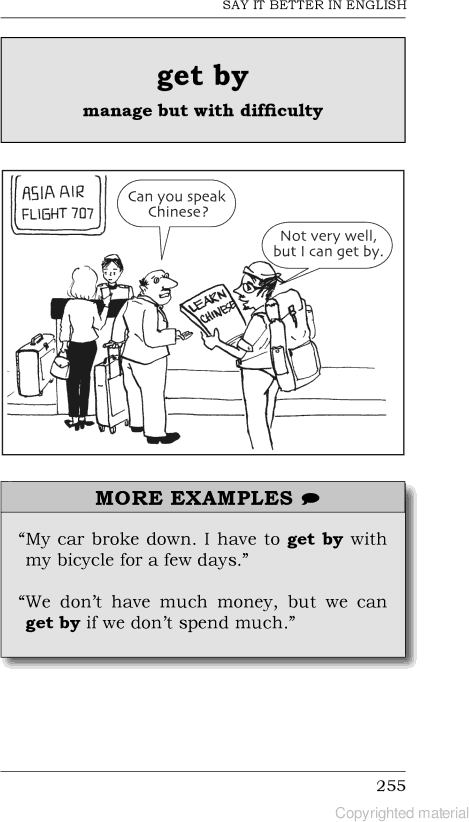 SAY IT BETTER IN ENGLISH
get by
manage but with difficulty
ASIA AIR
FLIGHT 707
Can you speak
Chinese?
Not very well,
but I can get by.
LEARN
CHINESE
MORE EXAMPLES
“My car broke down. I have to get by with
my bicycle for a few days.”
“We don’t have much money, but we can
get by if we don’t spend much.”
255
Copyrighted material